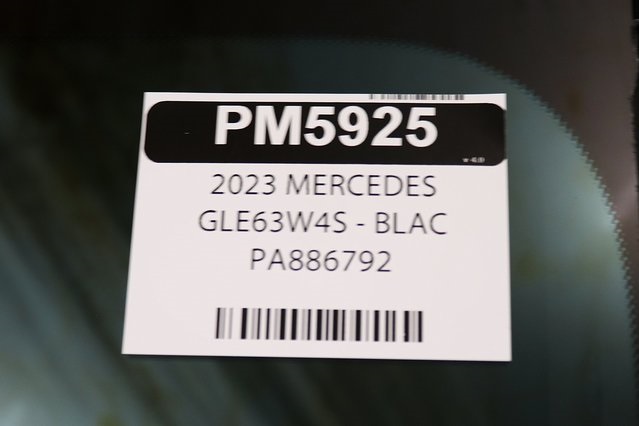 PM5925
2023 MERCEDES
GLE63W4S - BLAC
PA886792